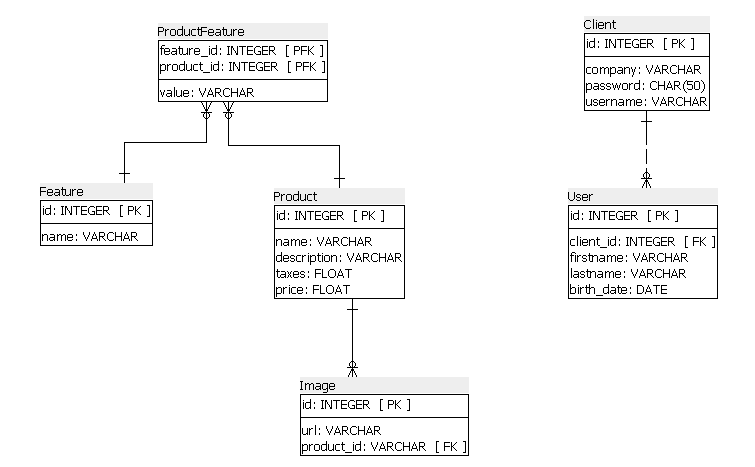 ProductFeature
feature_id: INTEGER [ PFK ]
product_id: INTEGER [ PFK ]
value: VARCHAR
Client
id: INTEGER [ PK ]
company: VARCHAR
password: CHAR(50)
username: VARCHAR
Feature
id: INTEGER [ PK ]
name: VARCHAR
Product
id: INTEGER [ PK ]
name: VARCHAR
description: VARCHAR
taxes: FLOAT
price: FLOAT
User
id: INTEGER [ PK ]
client_id: INTEGER [ FK ]
firstname: VARCHAR
lastname: VARCHAR
birth_date: DATE
Image
id: INTEGER [ PK ]
url: VARCHAR
product_id: VARCHAR [ FK ]